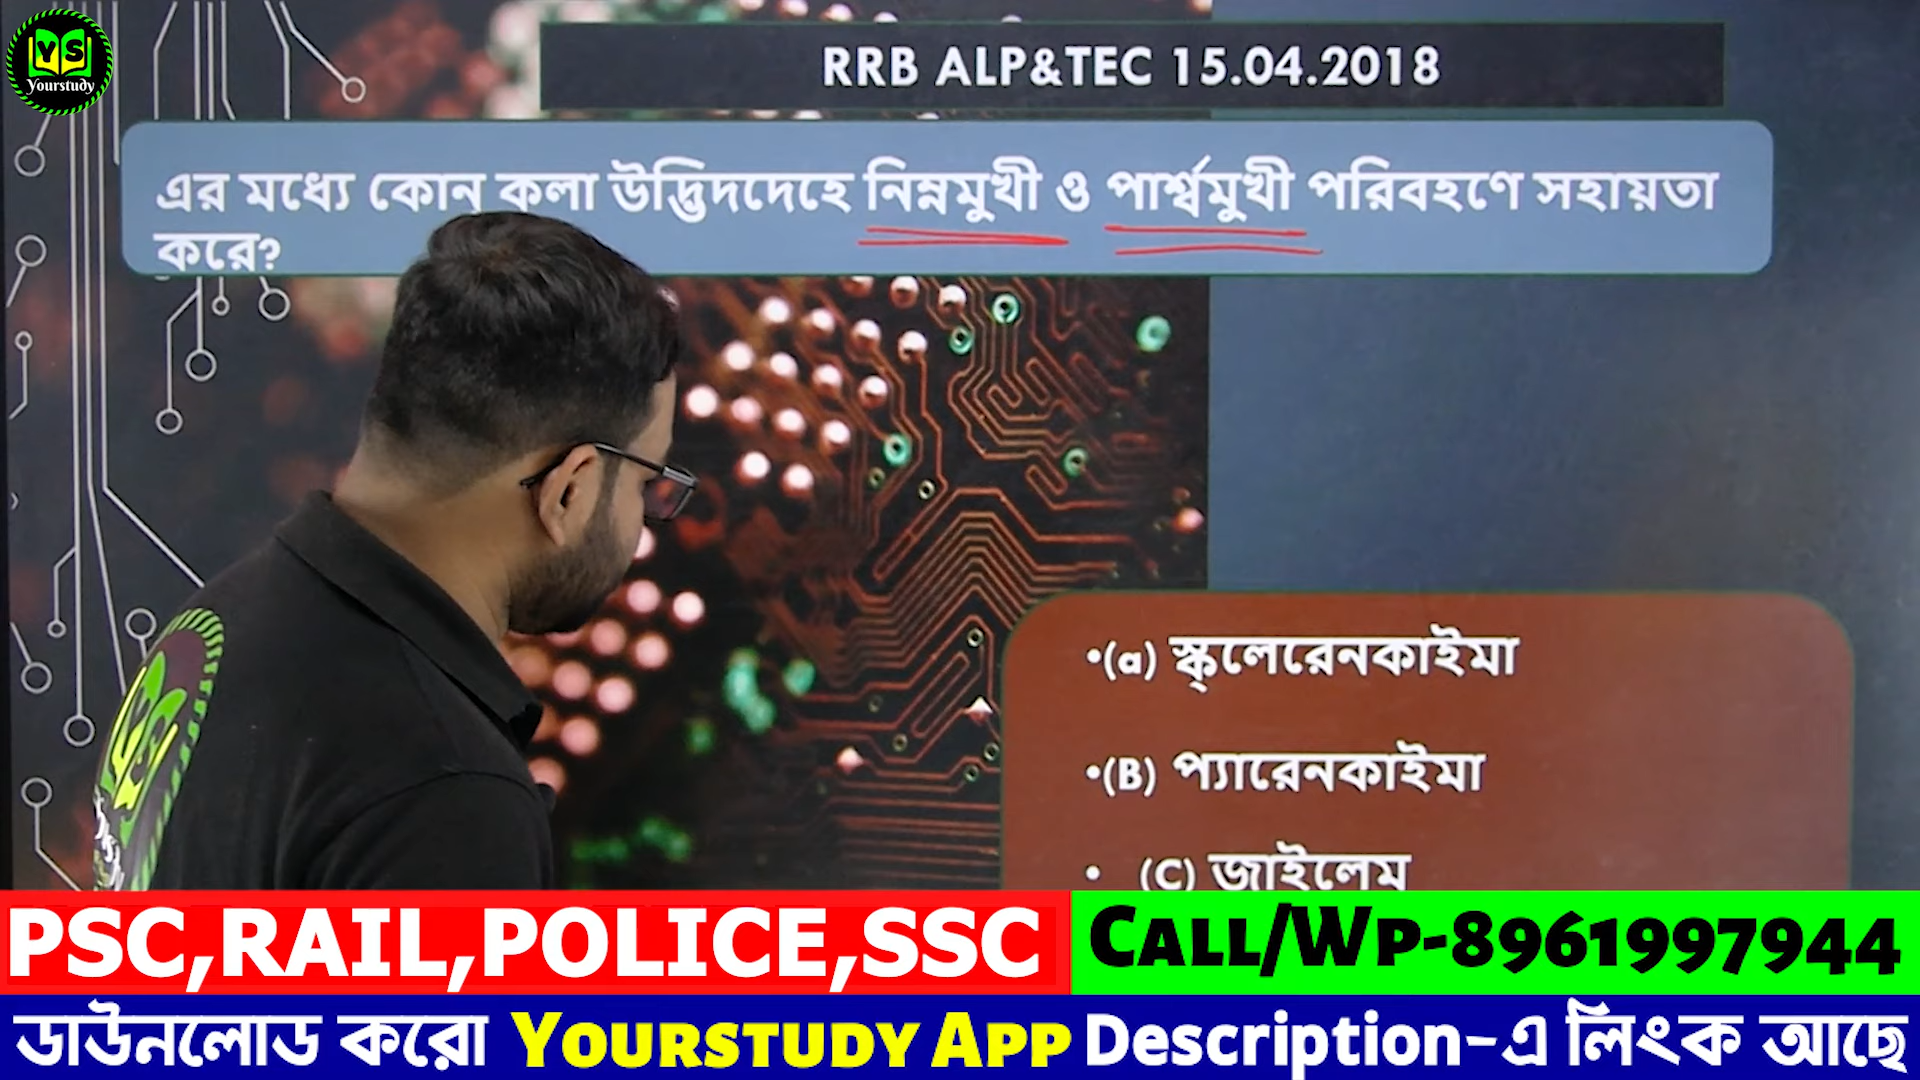 YS
Yourstudy
RRB ALP&TEC 15.04.2018
এর মধ্যে কোন্ কলা উদ্ভিদদেহে নিম্নমুখী ও পার্শ্বমুখী পরিবহণে সহায়তা
করে?
•(a) স্ক্লেরেনকাইমা
•(B) প্যারেনকাইমা
• (C) জাইলেম
PSC,RAIL,POLICE,SSC
CALL/WP-8961997944
ডাউনলোড করো YOURSTUDY APP Description-এ লিংক আছে